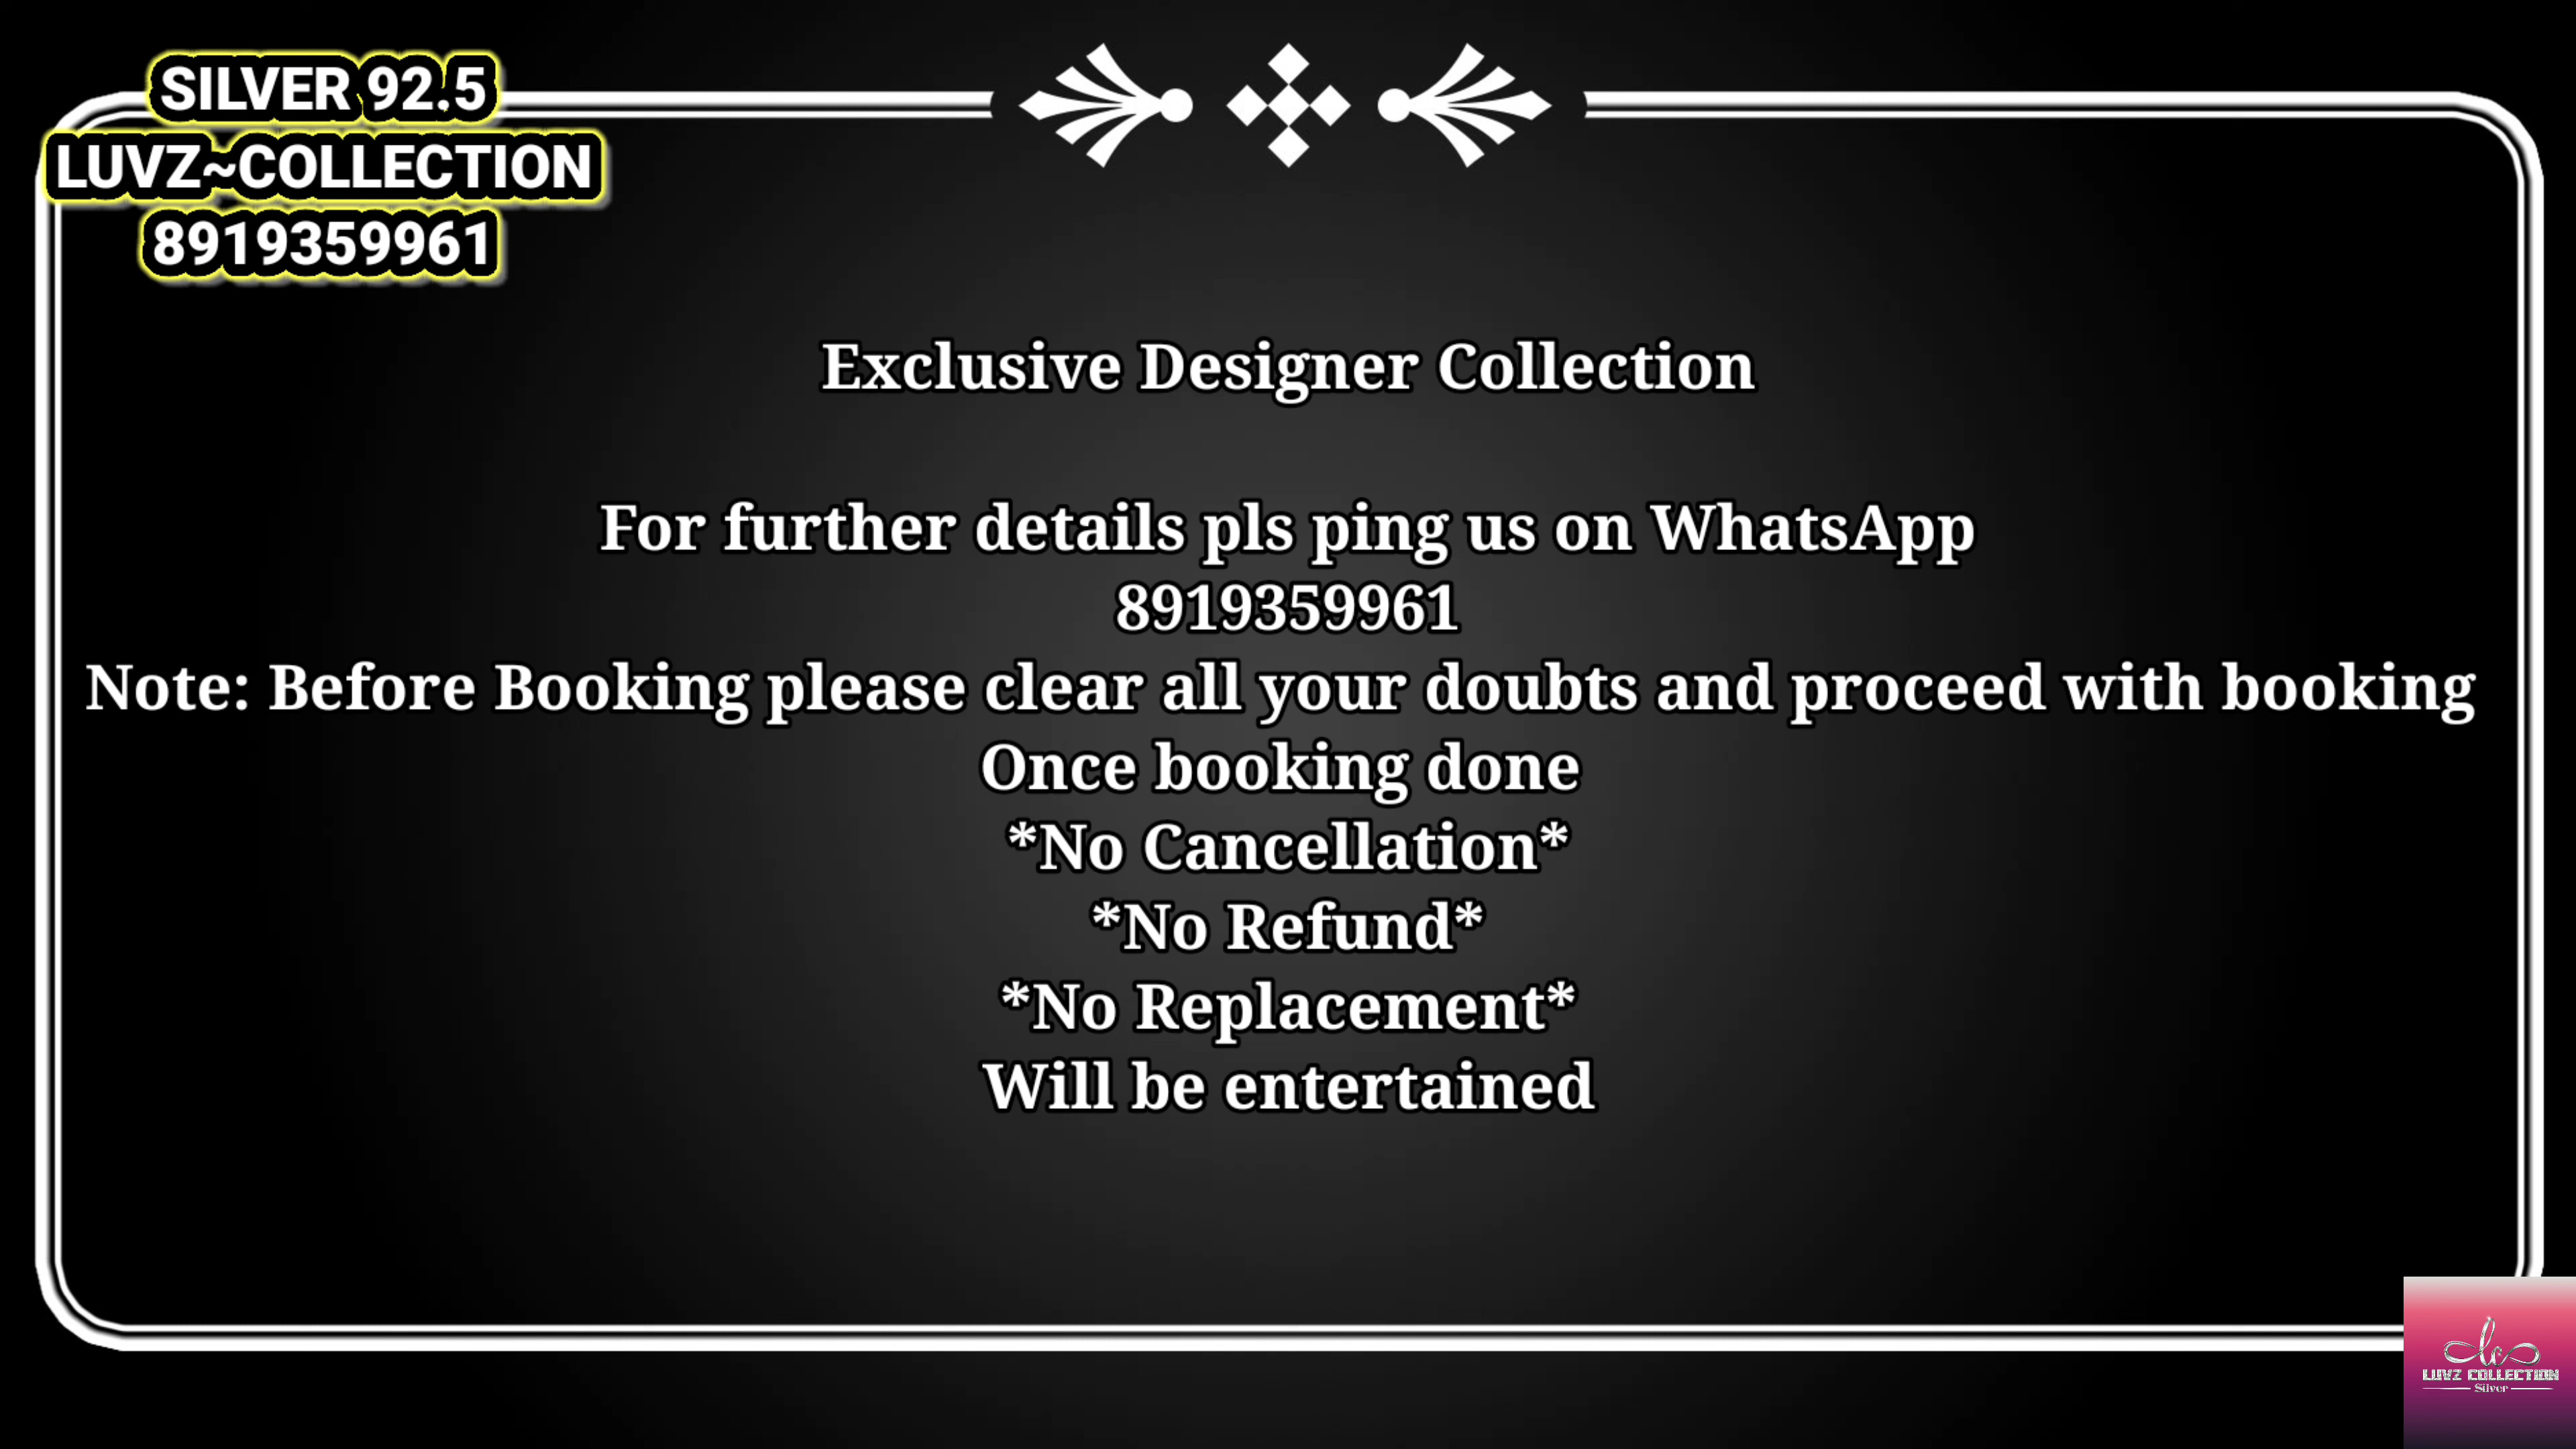 SILVER 92.5
LUVZ~COLLECTION
8919359961
Exclusive Designer Collection
For further details pls ping us on WhatsApp
8919359961
Note: Before Booking please clear all your doubts and proceed with booking
Once booking done
*No Cancellation*
*No Refund*
*No Replacement*
Will be entertained
lc
LUVZ COLLECTION
Silver